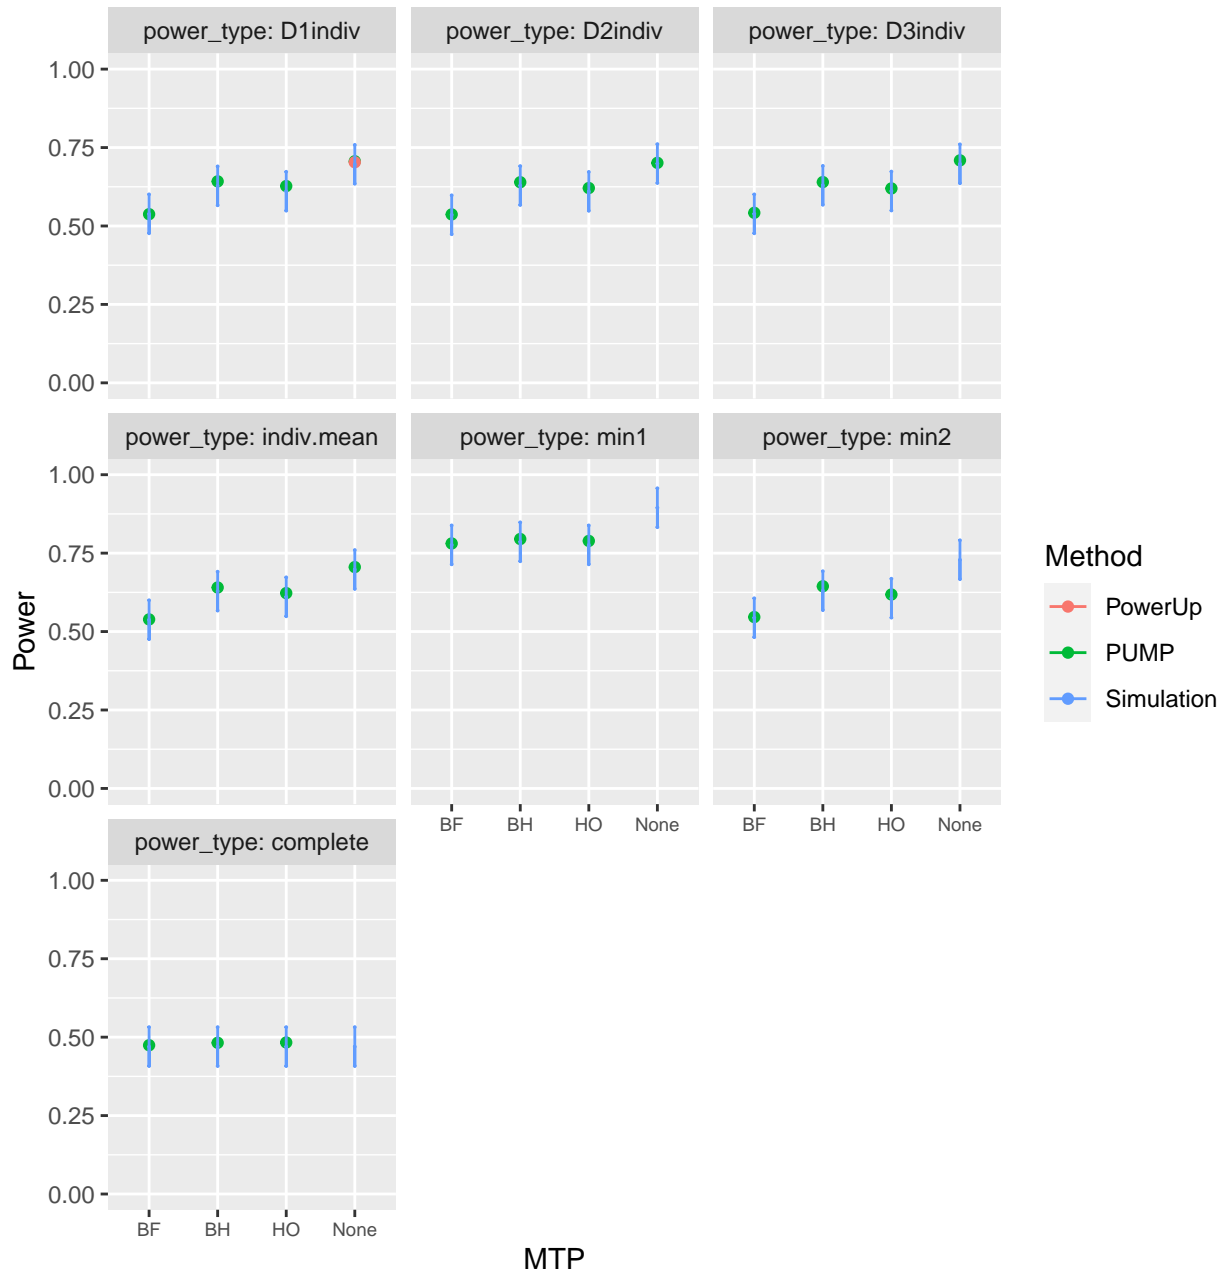 power_type: D1indiv
power_type: D2indiv
power_type: D3indiv
1.00
0.75
0.50
0.25
0.00
power_type: indiv.mean
power_type: min1
power_type: min2
1.00
0.75
0.50
0.25
0.00
BF BH HO None
BF BH HO None
power_type: complete
1.00
0.75
0.50
0.25
0.00
BF BH HO None
MTP
Power
Method
PowerUp
PUMP
Simulation